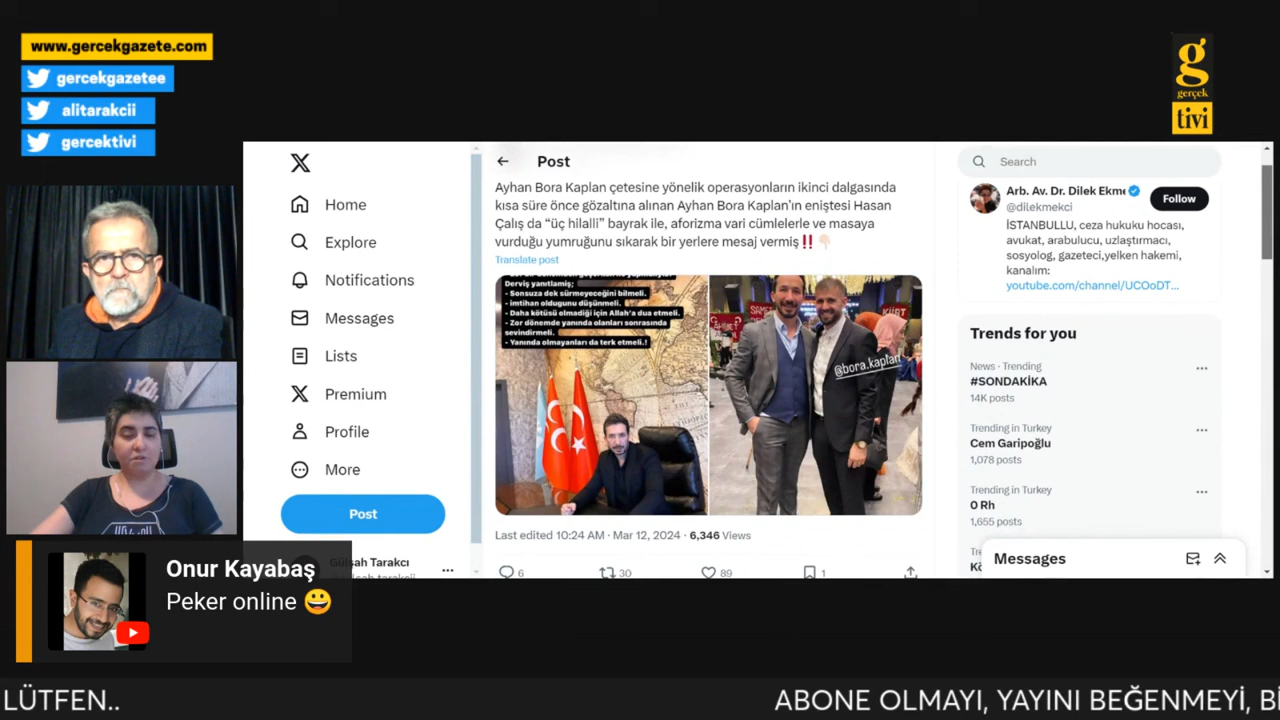 www.gercekgazete.com
gercekgazetee
alitarakcii
gercektivi
g
gerçek
tivi
X
Home
Explore
Notifications
Messages
Lists
Premium
Profile
More
Post
Gülşah Tarakcı
Post
Ayhan Bora Kaplan çetesine yönelik operasyonların ikinci dalgasında
kısa süre önce gözaltına alınan Ayhan Bora Kaplan'ın eniştesi Hasan
Çalış da “üç hilalli” bayrak ile, aforizma vari cümlelerle ve masaya
vurduğu yumruğunu sıkarak bir yerlere mesaj vermiş‼️👇🏻
Translate post
Derviş yanıtlamış;
- Sonsuza dek sürmeyeceğini bilmeli.
- İmtihan olduğunu düşünmeli.
- Daha kötüsü olmadiği için Allah'a dua etmeli.
- Zor dönemde yanında olanları sonrasında
sevindirmeli.
- Yanında olmayanları da terk etmeli.!
@bora.kaplan
Last edited 10:24 AM · Mar 12, 2024 · 6,346 Views
6
30
89
1
Search
Arb. Av. Dr. Dilek Ekme
@dilekmekci
Follow
İSTANBULLU, ceza hukuku hocası,
avukat, arabulucu, uzlaştırmacı,
sosyolog, gazeteci,yelken hakemi,
kanalım:
youtube.com/channel/UCOoDT...
Trends for you
News · Trending
#SONDAKİKA
14K posts
Trending in Turkey
Cem Garipoğlu
1,078 posts
Trending in Turkey
0 Rh
1,655 posts
Messages
Onur Kayabaş
Peker online 😀
LÜTFEN.. ABONE OLMAYI, YAYINI BEĞENMEYİ, Bİ